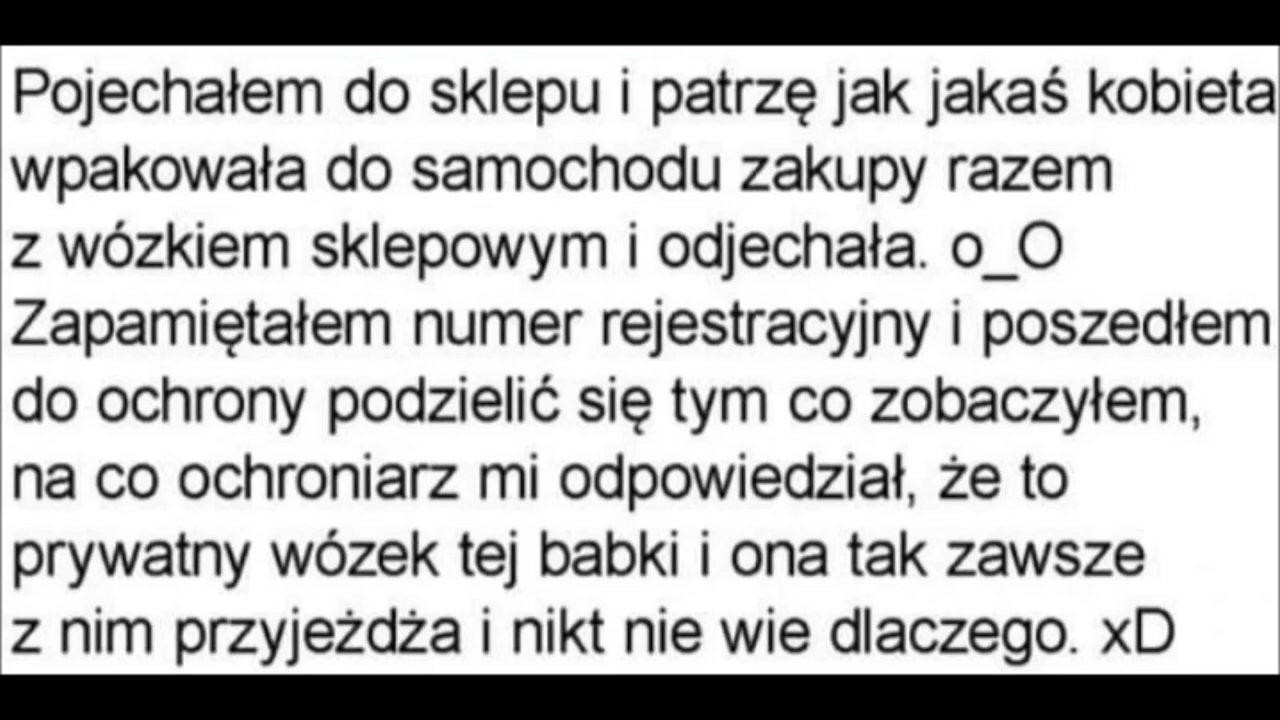 Pojechałem do sklepu i patrzę jak jakaś kobieta
wpakowała do samochodu zakupy razem
z wózkiem sklepowym i odjechała. o_O
Zapamiętałem numer rejestracyjny i poszedłem
do ochrony podzielić się tym co zobaczyłem,
na co ochroniarz mi odpowiedział, że to
prywatny wózek tej babki i ona tak zawsze
z nim przyjeżdża i nikt nie wie dlaczego. xD